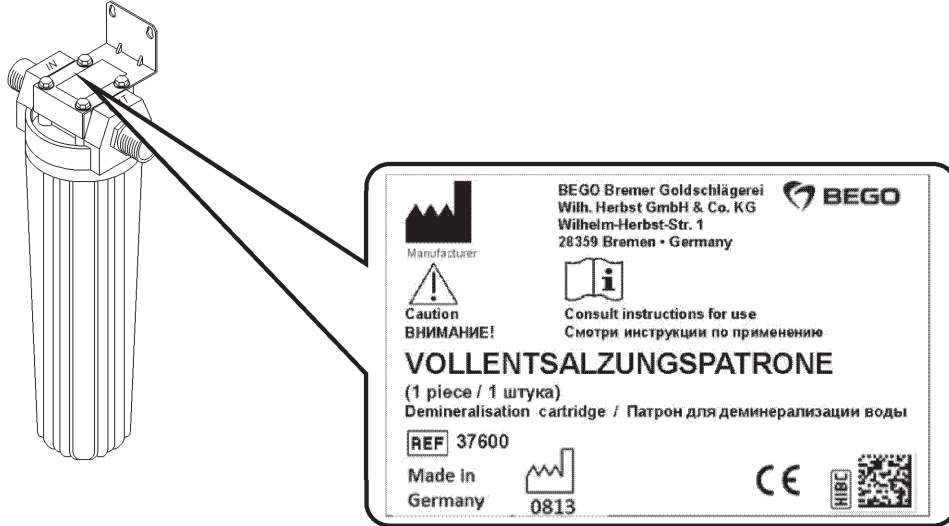 IN
T
BEGO Bremer Goldschlägerei
Wilh. Herbst GmbH & Co. KG
Wilhelm-Herbst-Str. 1
28359 Bremen • Germany
BEGO
Manufacturer
Caution
ВНИМАНИЕ!
i
Consult instructions for use
Смотри инструкции по применению
VOLLENTSALZUNGSPATRONE
(1 piece / 1 штука)
Demineralisation cartridge / Патрон для деминерализации воды
REF 37600
Made in
Germany
0813
CE
HIBC